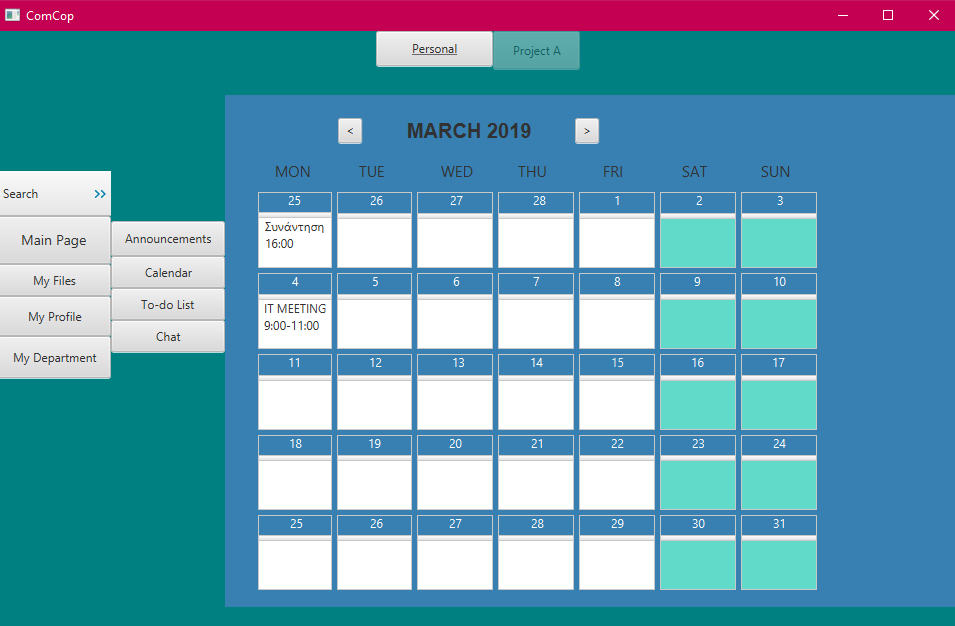 ComCop
Personal
Project A
< MARCH 2019 >
MON TUE WED THU FRI SAT SUN
25 26 27 28 1 2 3
Συνάντηση
16:00
4 5 6 7 8 9 10
IT MEETING
9:00-11:00
11 12 13 14 15 16 17
18 19 20 21 22 23 24
25 26 27 28 29 30 31
Search >>
Main Page
My Files
My Profile
My Department
Announcements
Calendar
To-do List
Chat